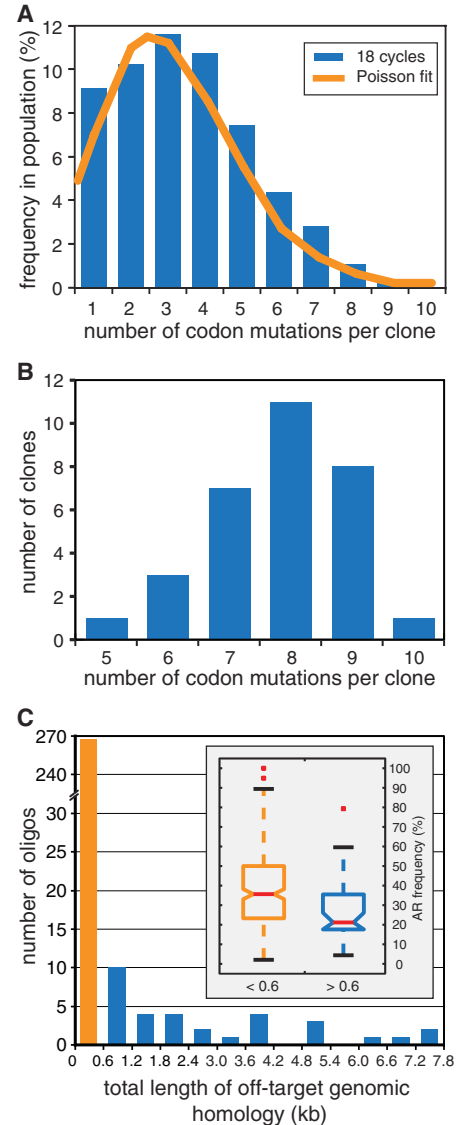 A
frequency in population (%)
12
10
8
6
4
2
0
18 cycles
Poisson fit
1 2 3 4 5 6 7 8 9 10
number of codon mutations per clone
B
number of clones
12
10
8
6
4
2
0
5 6 7 8 9 10
number of codon mutations per clone
C
number of oligos
270
240
30
25
20
15
10
5
0
100
90
80
70
60
50
40
30
20
10
0
AR frequency (%)
< 0.6 > 0.6
0 0.6 1.2 1.8 2.4 3.0 3.6 4.2 4.8 5.4 6.0 6.6 7.2 7.8
total length of off-target genomic
homology (kb)